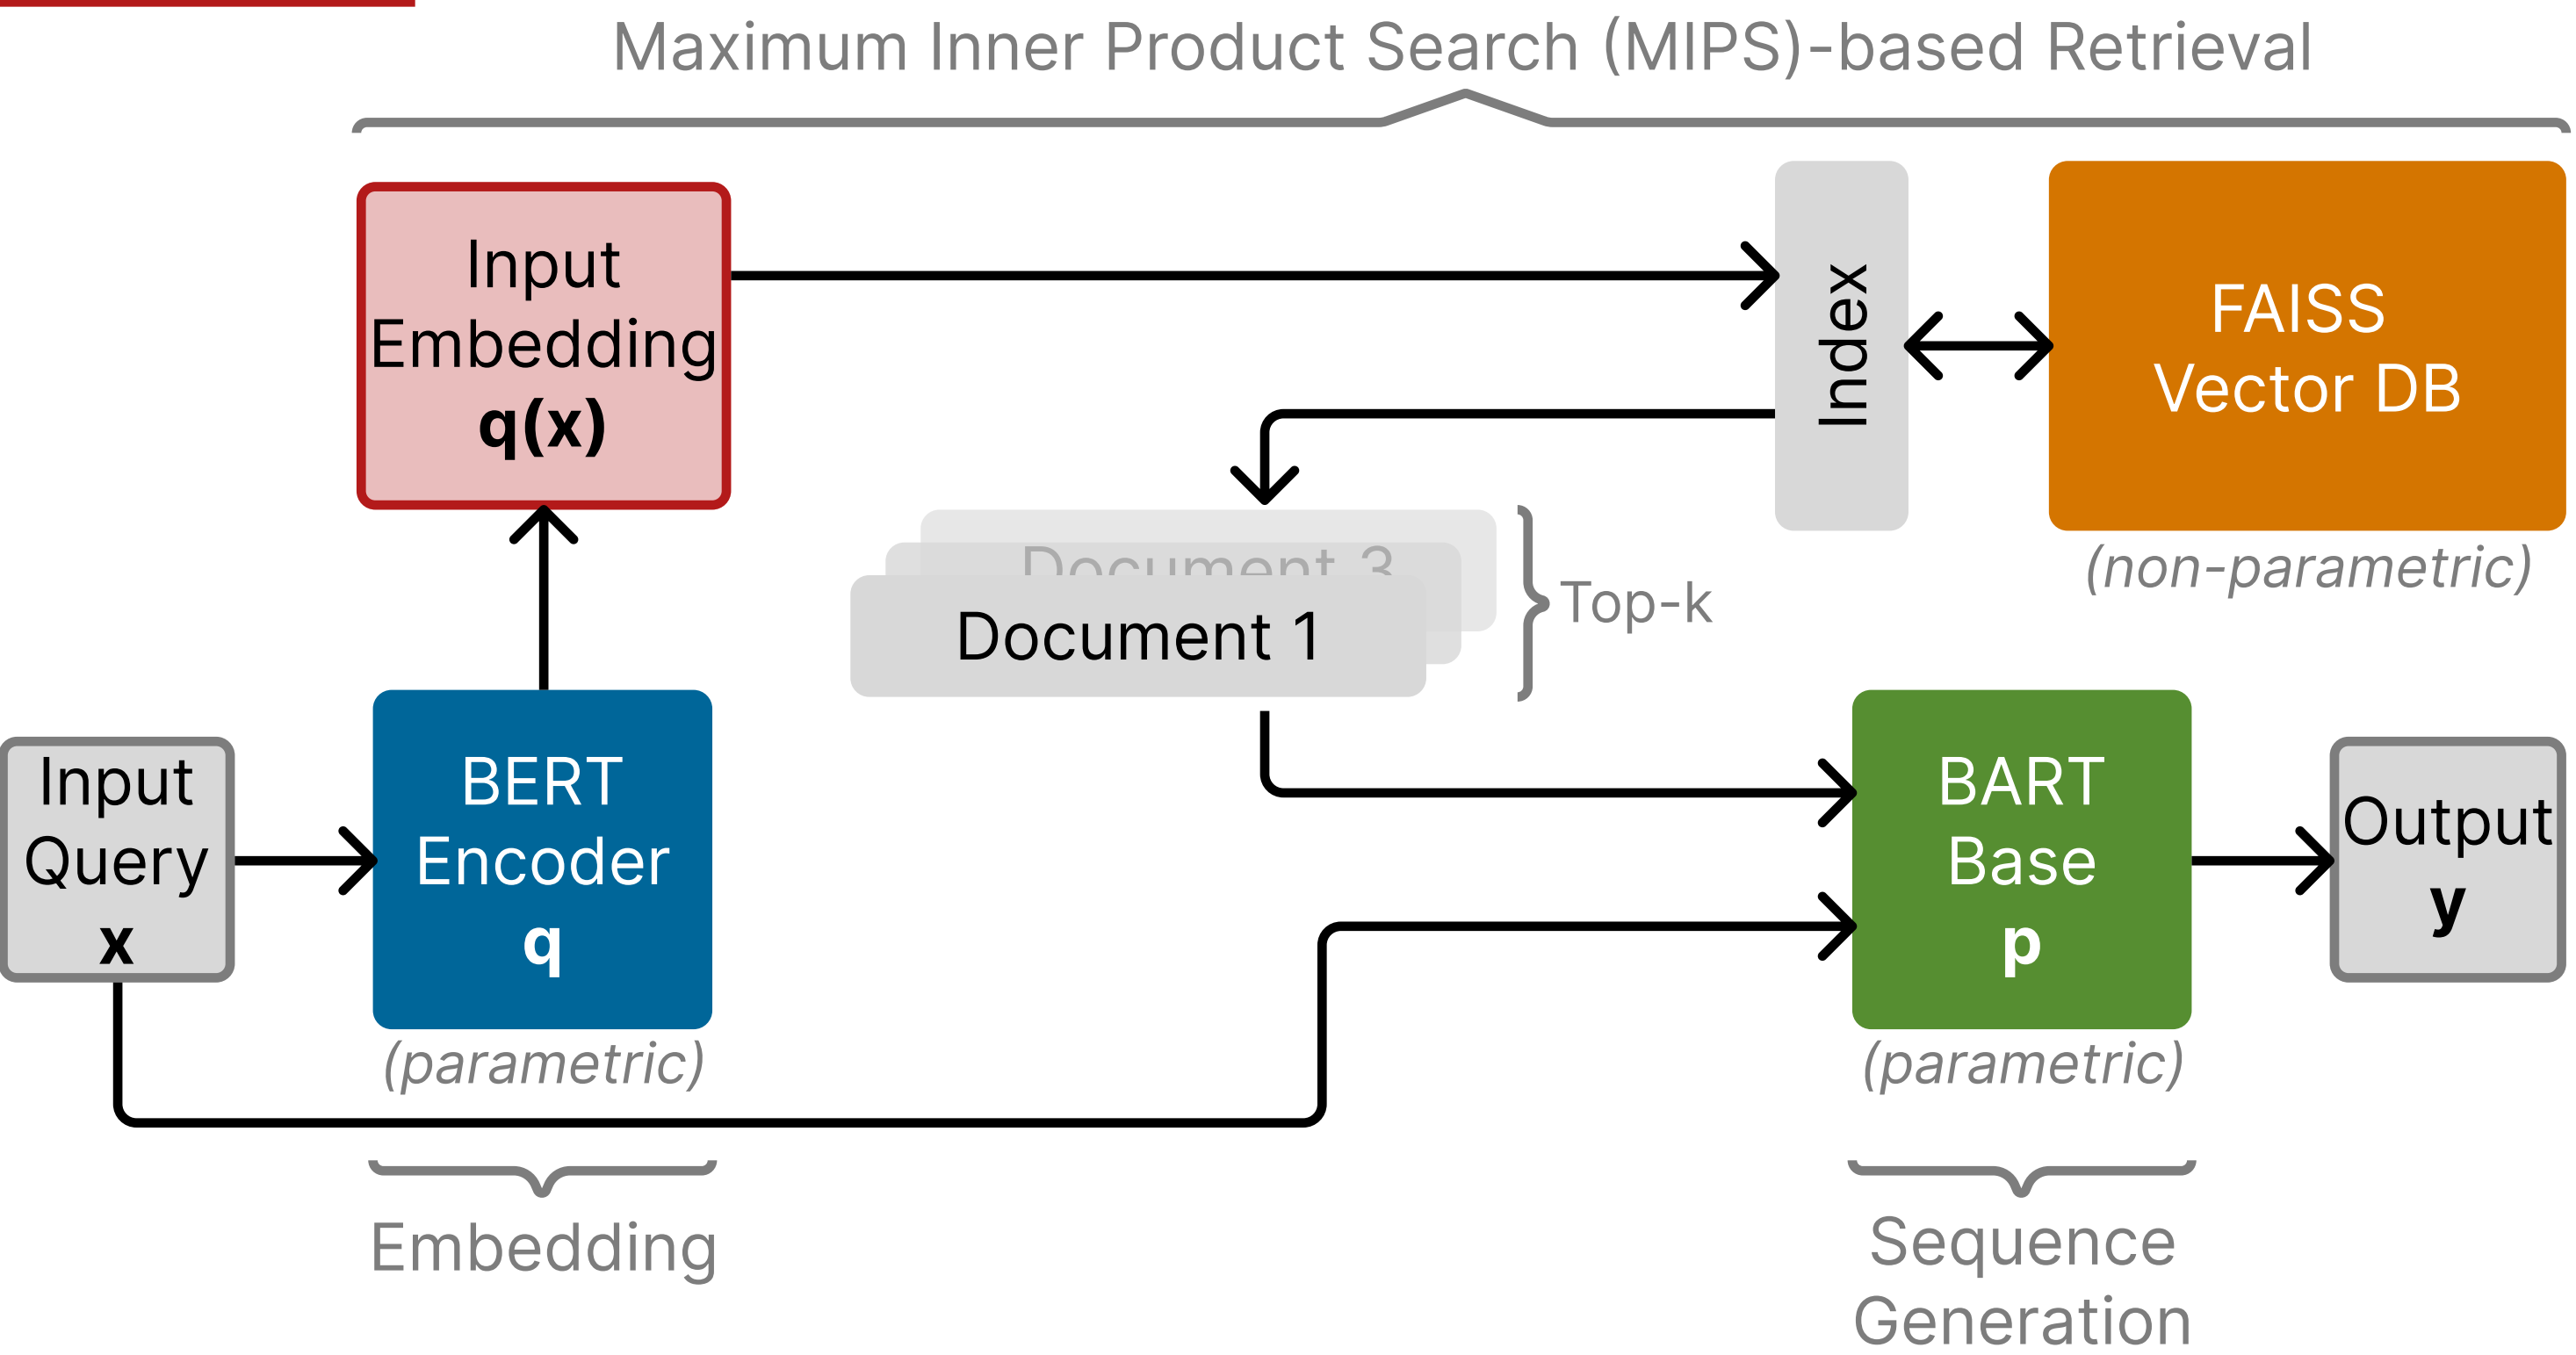 Maximum Inner Product Search (MIPS)-based Retrieval
Input
Embedding
q(x)
Index
FAISS
Vector DB
(non-parametric)
Document 3
Document 1
Top-k
Input
Query
x
BERT
Encoder
q
(parametric)
BART
Base
p
(parametric)
Output
y
Embedding
Sequence
Generation